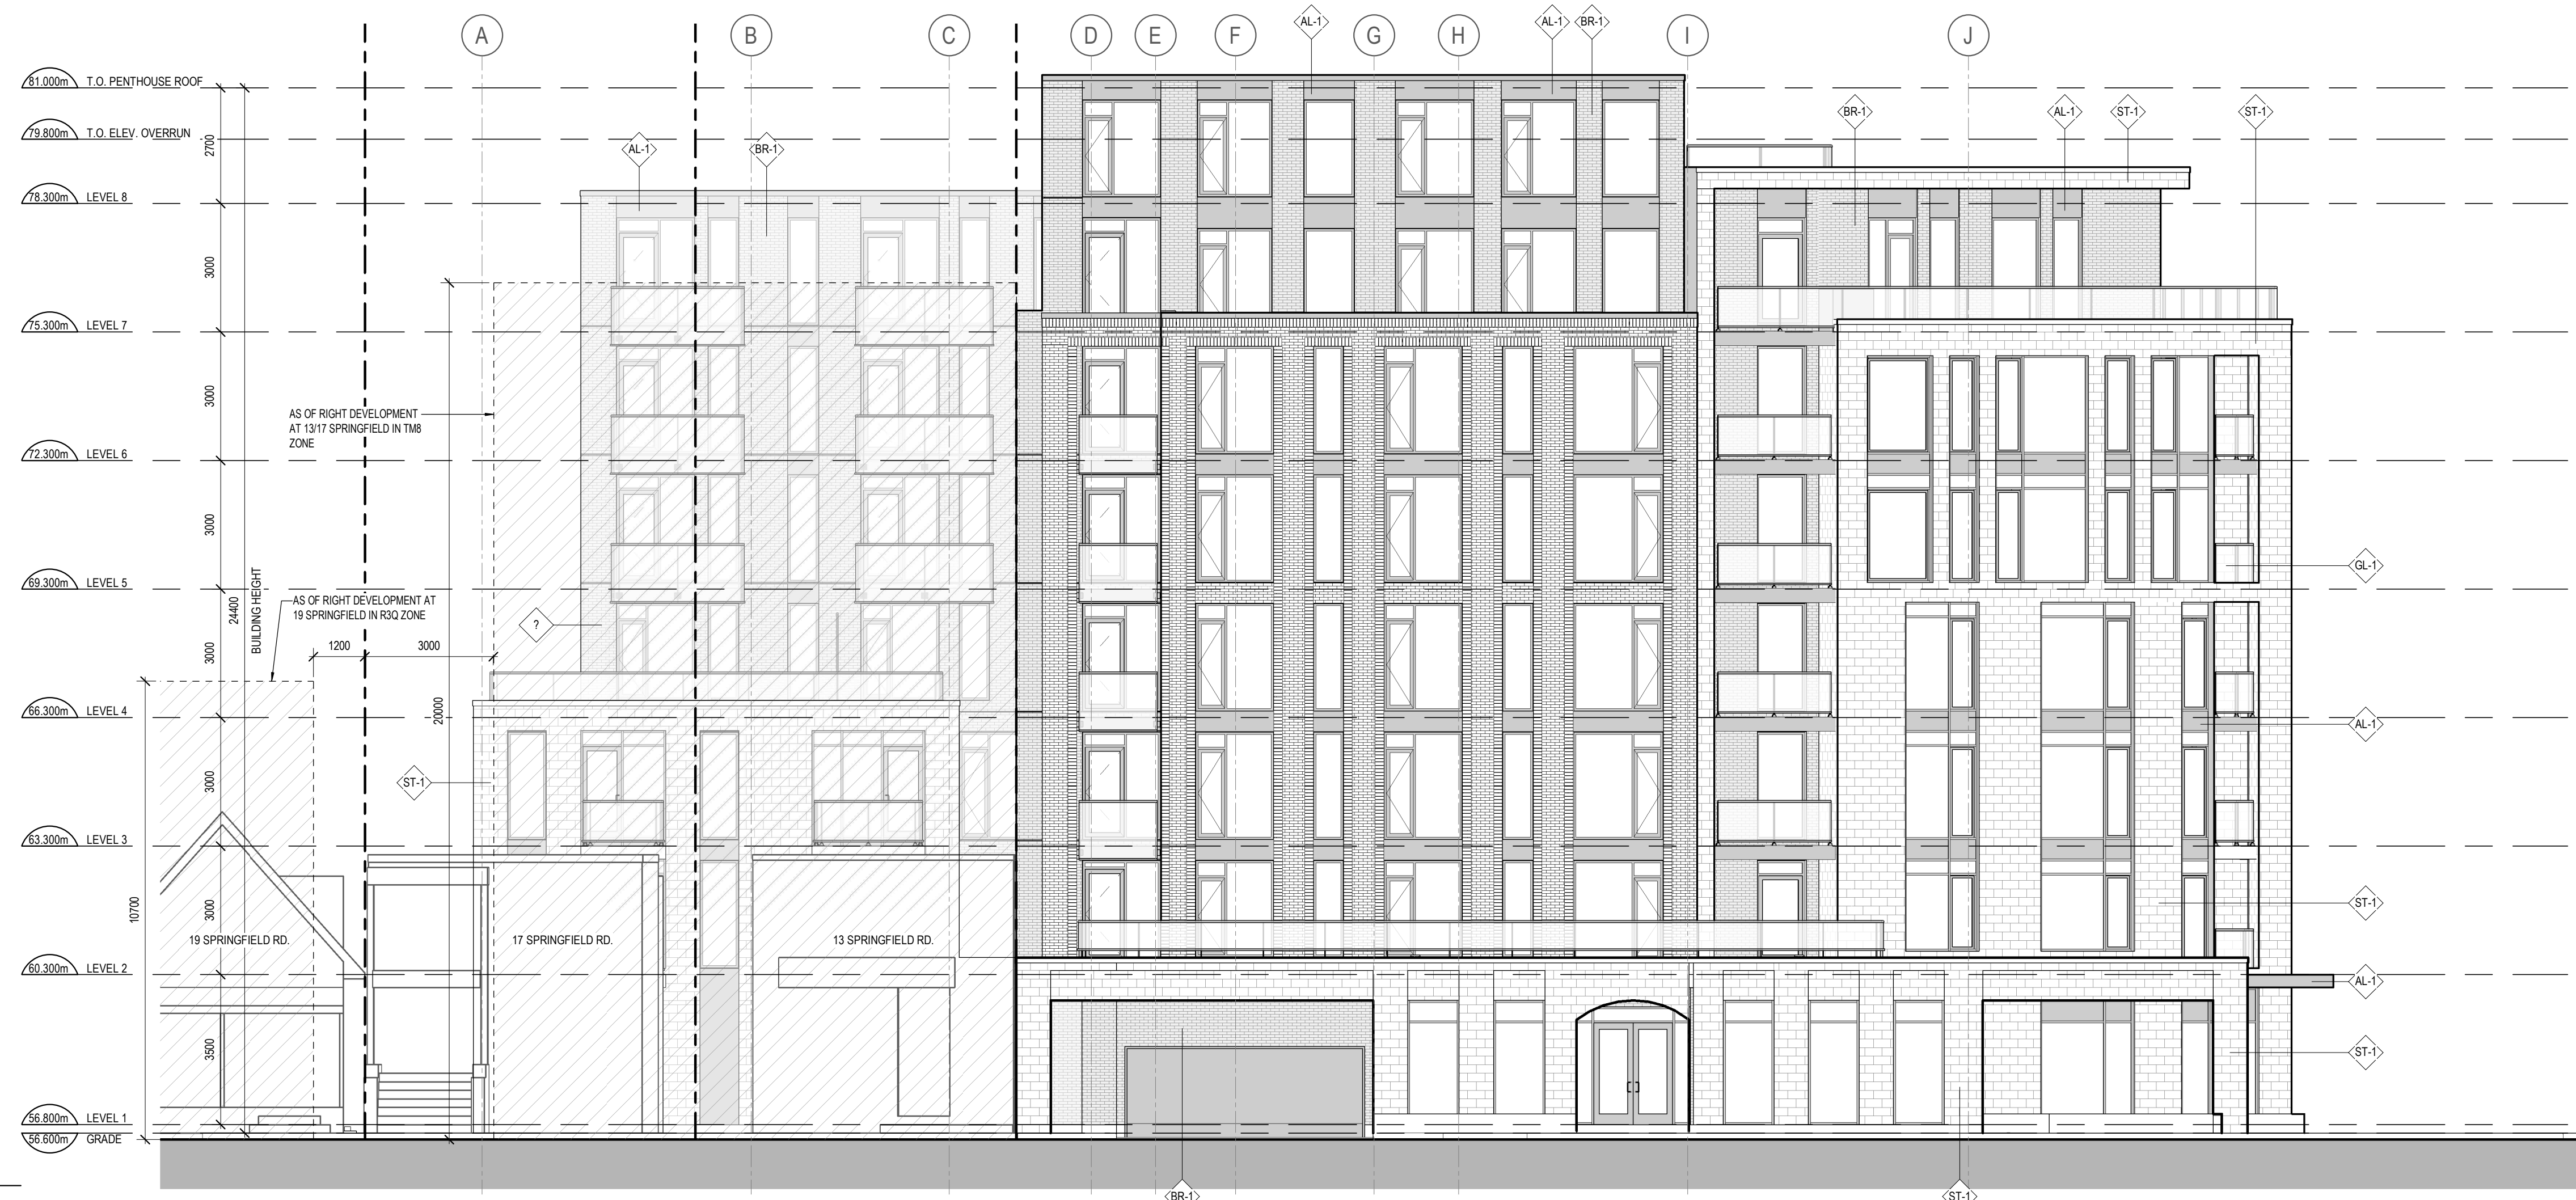 A
B
C
D
E
F
G
H
I
J
AL-1
AL-1
BR-1
81.000m T.O. PENTHOUSE ROOF
79.800m T.O. ELEV. OVERRUN
78.300m LEVEL 8
75.300m LEVEL 7
72.300m LEVEL 6
69.300m LEVEL 5
66.300m LEVEL 4
63.300m LEVEL 3
60.300m LEVEL 2
56.800m LEVEL 1
56.600m GRADE
2700
3000
3000
3000
3000
3000
3000
3500
24400
BUILDING HEIGHT
10700
20000
1200
3000
AL-1
BR-1
BR-1
AL-1
ST-1
ST-1
AS OF RIGHT DEVELOPMENT
AT 13/17 SPRINGFIELD IN TM8
ZONE
AS OF RIGHT DEVELOPMENT AT
19 SPRINGFIELD IN R3Q ZONE
?
ST-1
19 SPRINGFIELD RD.
17 SPRINGFIELD RD.
13 SPRINGFIELD RD.
GL-1
AL-1
ST-1
AL-1
ST-1
BR-1
ST-1